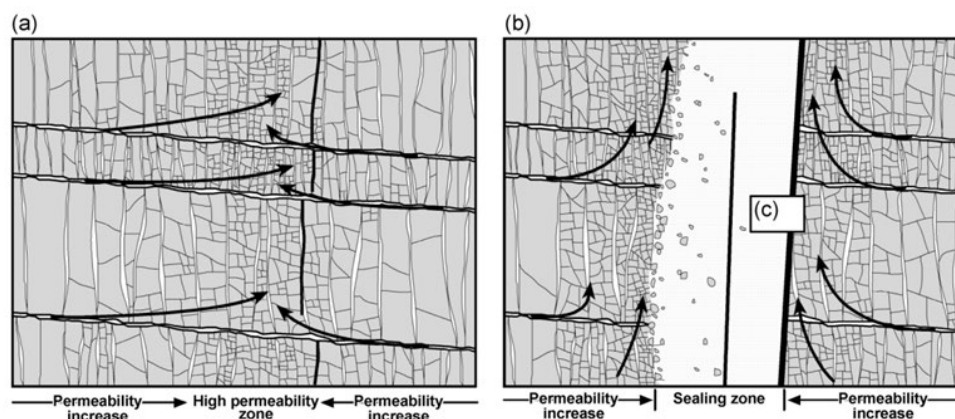 (a)
(b)
(c)
Permeability increase
High permeability zone
Permeability increase
Permeability increase
Sealing zone
Permeability increase